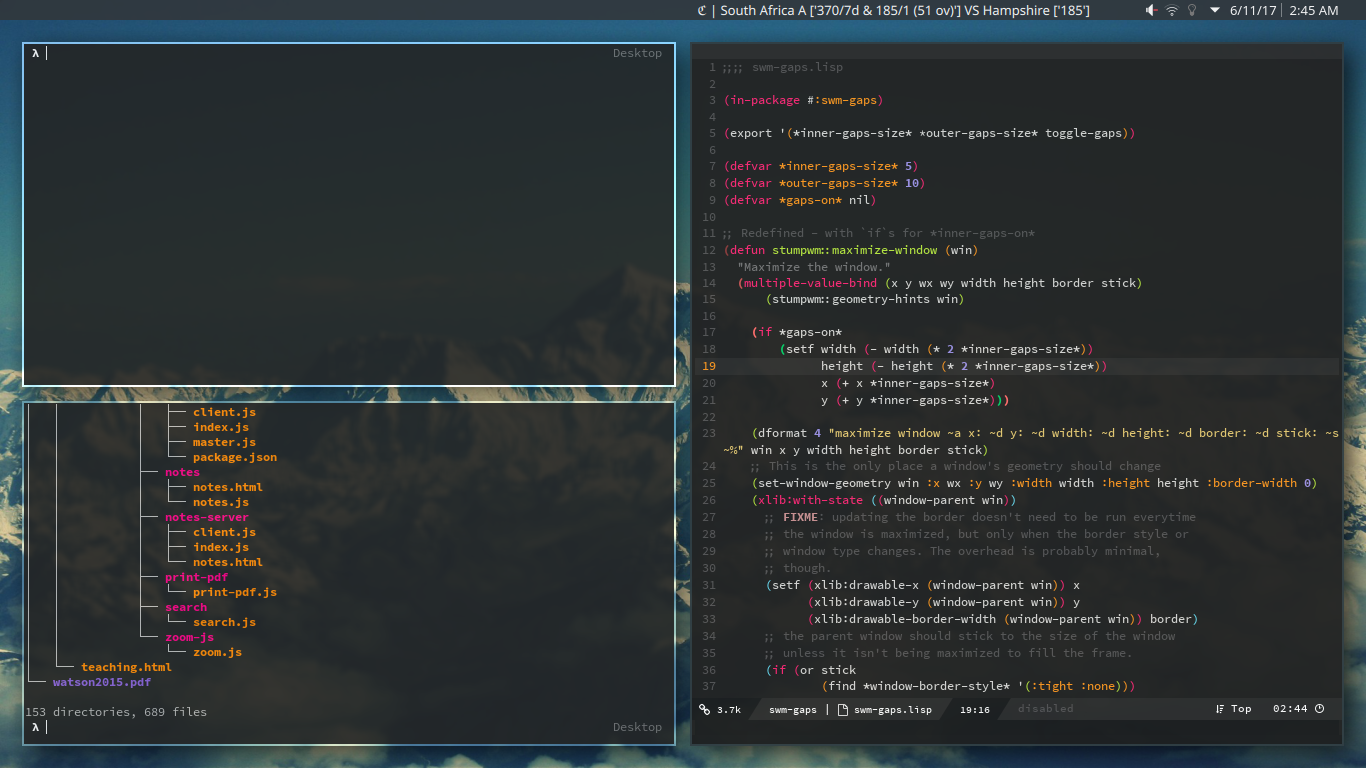 ℭ | South Africa A ['370/7d & 185/1 (51 ov)'] VS Hampshire ['185'] 6/11/17 2:45 AM
λ Desktop
├── client.js
├── index.js
├── master.js
└── package.json
├── notes
├── notes.html
└── notes.js
├── notes-server
├── client.js
├── index.js
└── notes.html
├── print-pdf
└── print-pdf.js
├── search
└── search.js
└── zoom-js
└── zoom.js
└── teaching.html
└── watson2015.pdf
153 directories, 689 files
λ Desktop
1 ;;;; swm-gaps.lisp
2
3 (in-package #:swm-gaps)
4
5 (export '(*inner-gaps-size* *outer-gaps-size* toggle-gaps))
6
7 (defvar *inner-gaps-size* 5)
8 (defvar *outer-gaps-size* 10)
9 (defvar *gaps-on* nil)
10
11 ;; Redefined - with `if`s for *inner-gaps-on*
12 (defun stumpwm::maximize-window (win)
13 "Maximize the window."
14 (multiple-value-bind (x y wx wy width height border stick)
15 (stumpwm::geometry-hints win)
16
17 (if *gaps-on*
18 (setf width (- width (* 2 *inner-gaps-size*))
19 height (- height (* 2 *inner-gaps-size*))
20 x (+ x *inner-gaps-size*)
21 y (+ y *inner-gaps-size*)))
22
23 (dformat 4 "maximize window ~a x: ~d y: ~d width: ~d height: ~d border: ~d stick: ~s
~%" win x y width height border stick)
24 ;; This is the only place a window's geometry should change
25 (set-window-geometry win :x wx :y wy :width width :height height :border-width 0)
26 (xlib:with-state ((window-parent win))
27 ;; FIXME: updating the border doesn't need to be run everytime
28 ;; the window is maximized, but only when the border style or
29 ;; window type changes. The overhead is probably minimal,
30 ;; though.
31 (setf (xlib:drawable-x (window-parent win)) x
32 (xlib:drawable-y (window-parent win)) y
33 (xlib:drawable-border-width (window-parent win)) border)
34 ;; the parent window should stick to the size of the window
35 ;; unless it isn't being maximized to fill the frame.
36 (if (or stick
37 (find *window-border-style* '(:tight :none)))
3.7k swm-gaps | swm-gaps.lisp 19:16 disabled Top 02:44